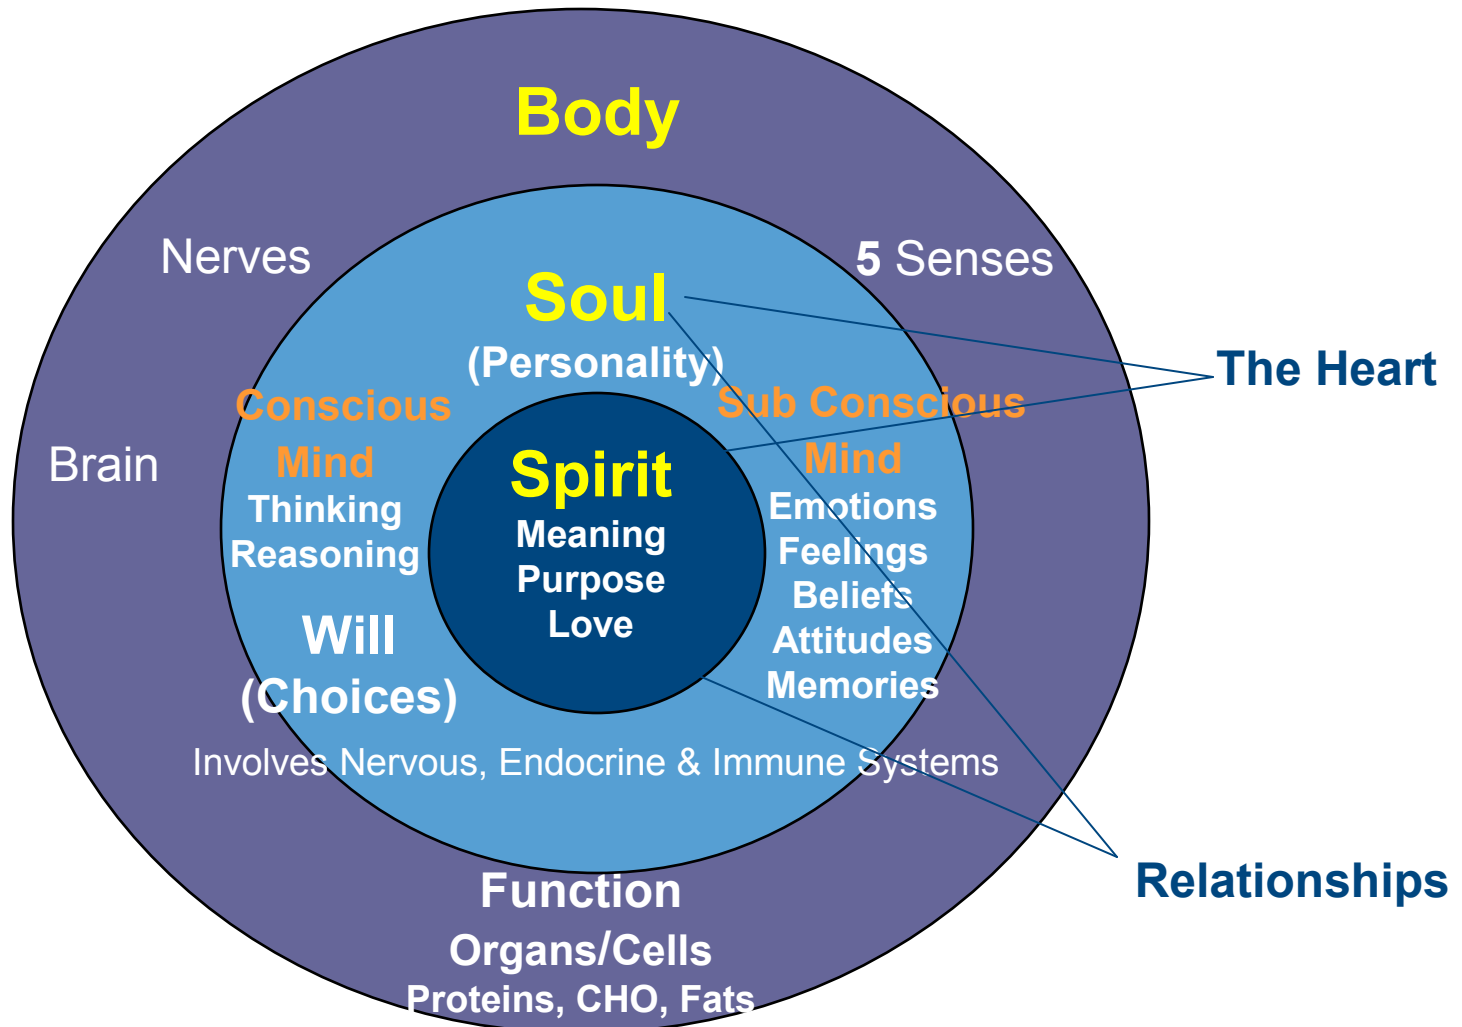 Body
Nerves
5 Senses
Soul
(Personality)
The Heart
Conscious
Mind
Thinking
Reasoning
Sub Conscious
Mind
Emotions
Feelings
Beliefs
Attitudes
Memories
Brain
Spirit
Meaning
Purpose
Love
Will
(Choices)
Involves Nervous, Endocrine & Immune Systems
Relationships
Function
Organs/Cells
Proteins, CHO, Fats